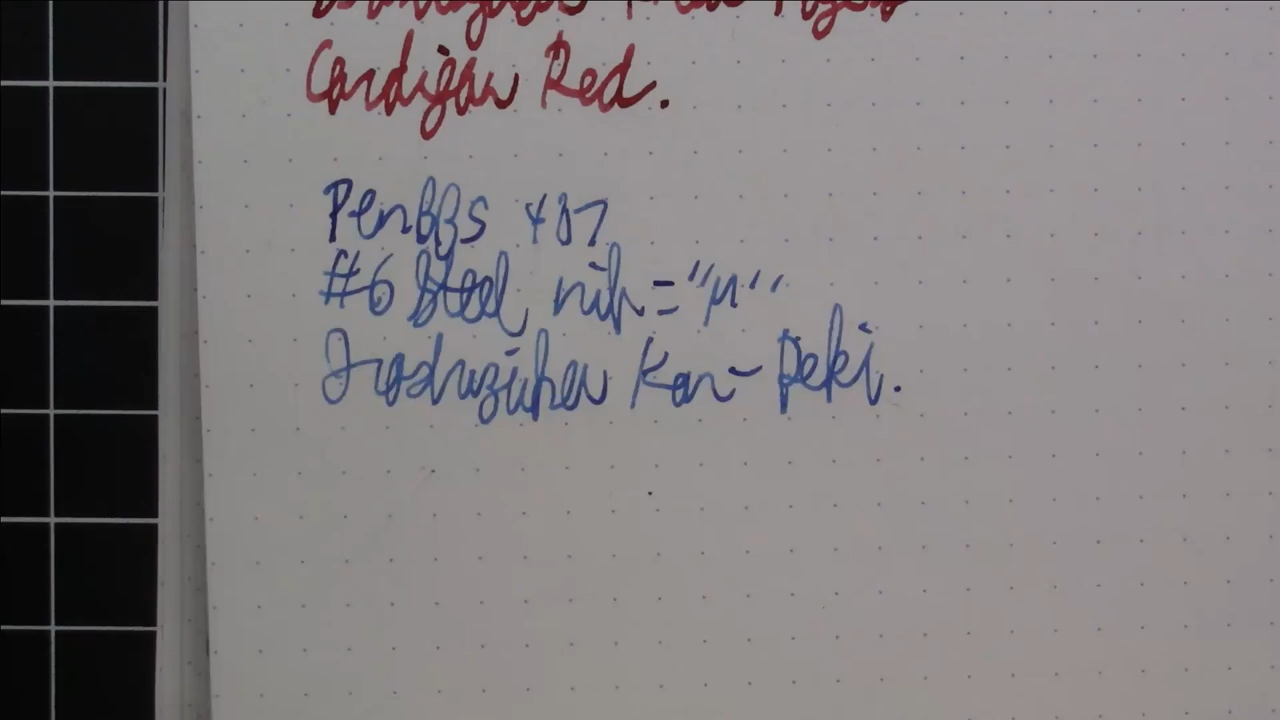 Cardigan Red.
PenBBS 487
#6 Steel nib = "M"
Iroshizuku Kon-Peki.